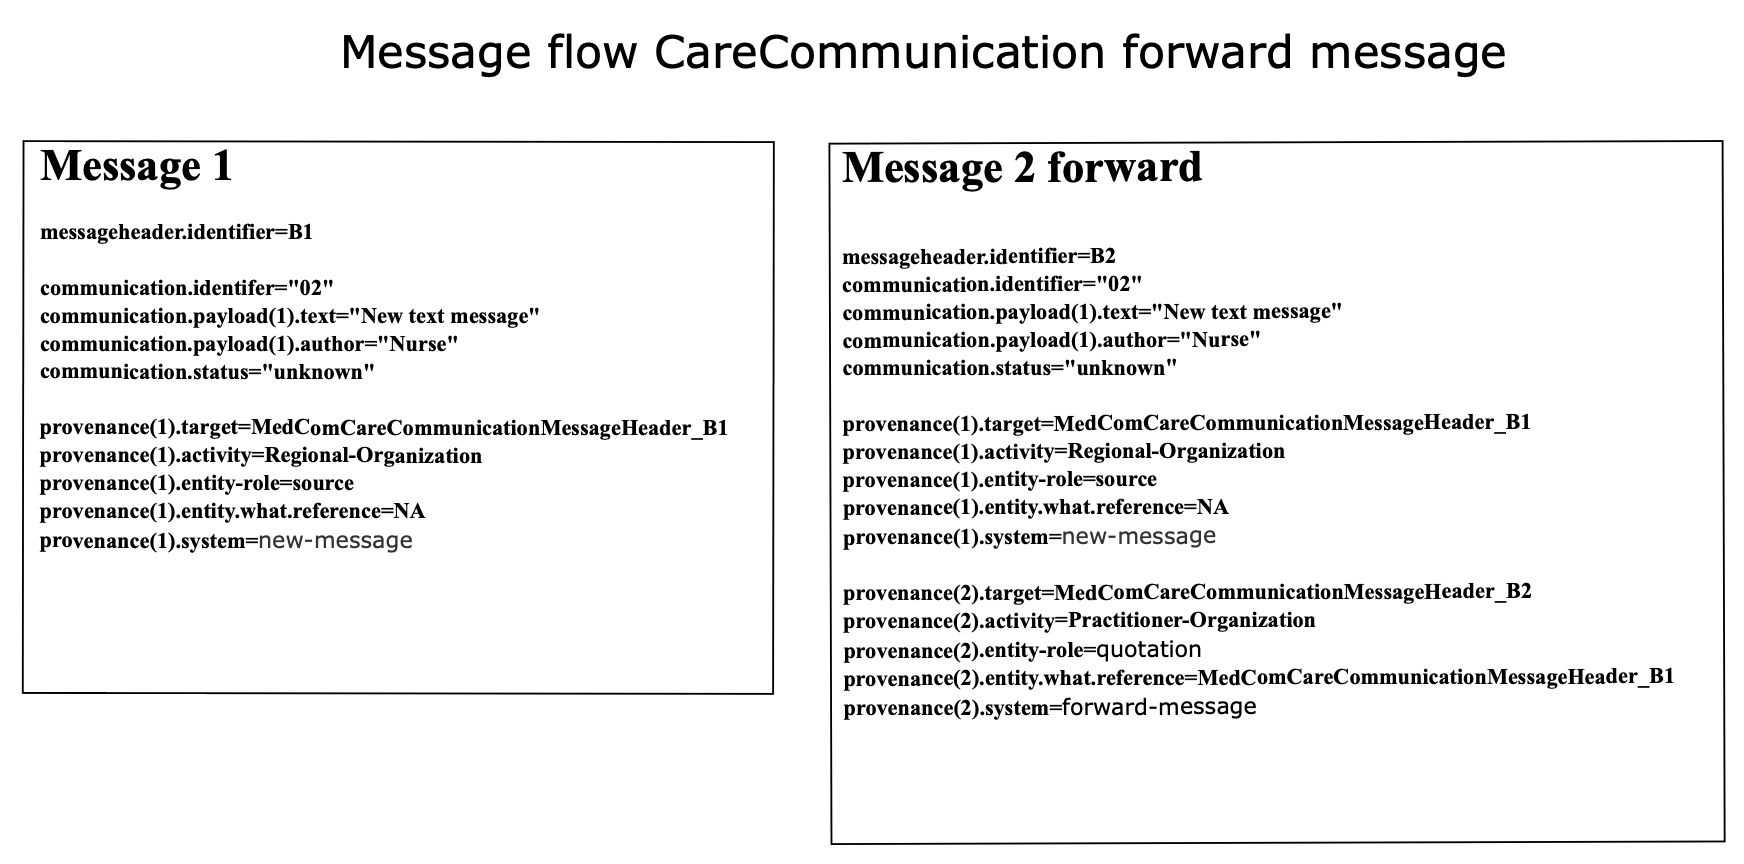 Message flow CareCommunication forward message
Message 1
messageheader.identifier=B1
communication.identifer="02"
communication.payload(1).text="New text message"
communication.payload(1).author="Nurse"
communication.status="unknown"
provenance(1).target=MedComCareCommunicationMessageHeader_B1
provenance(1).activity=Regional-Organization
provenance(1).entity-role=source
provenance(1).entity.what.reference=NA
provenance(1).system=new-message
Message 2 forward
messageheader.identifier=B2
communication.identifier="02"
communication.payload(1).text="New text message"
communication.payload(1).author="Nurse"
communication.status="unknown"
provenance(1).target=MedComCareCommunicationMessageHeader_B1
provenance(1).activity=Regional-Organization
provenance(1).entity-role=source
provenance(1).entity.what.reference=NA
provenance(1).system=new-message
provenance(2).target=MedComCareCommunicationMessageHeader_B2
provenance(2).activity=Practitioner-Organization
provenance(2).entity-role=quotation
provenance(2).entity.what.reference=MedComCareCommunicationMessageHeader_B1
provenance(2).system=forward-message